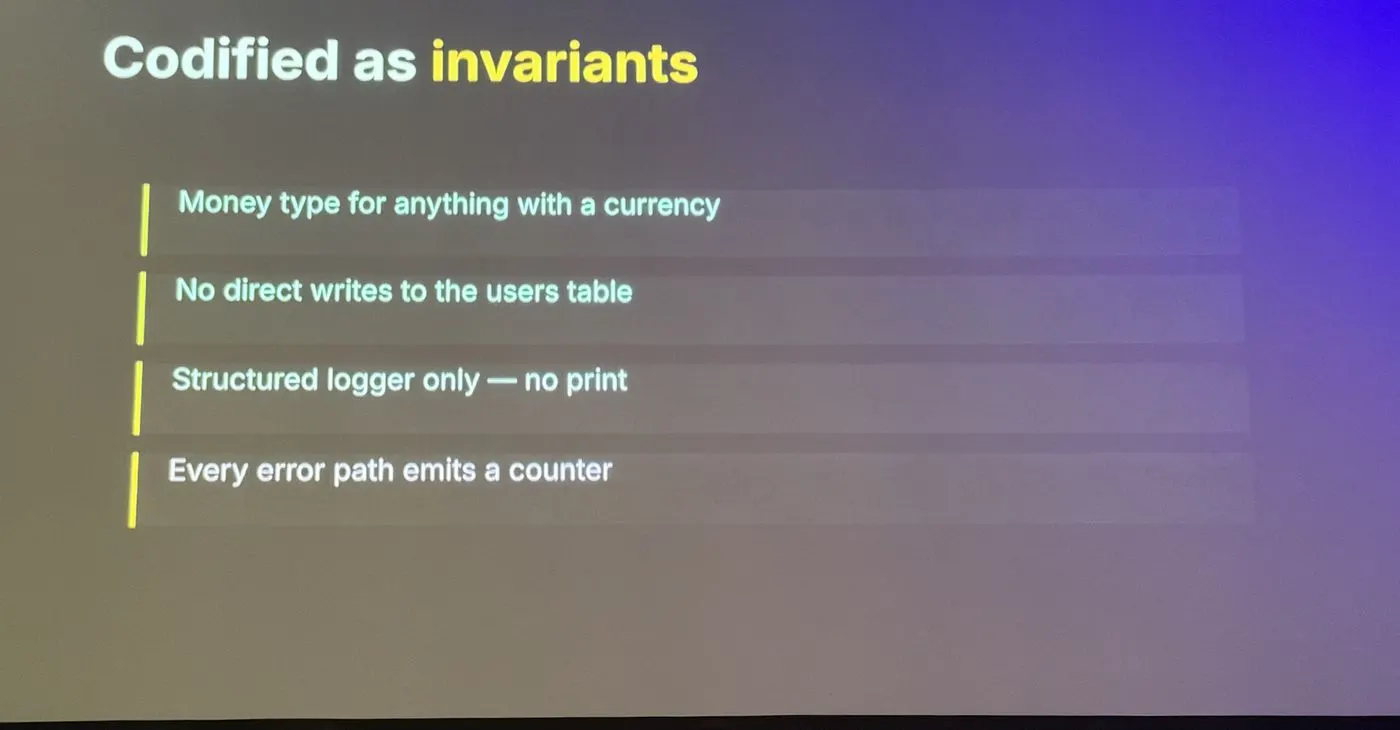 Codified as invariants
Money type for anything with a currency
No direct writes to the users table
Structured logger only — no print
Every error path emits a counter